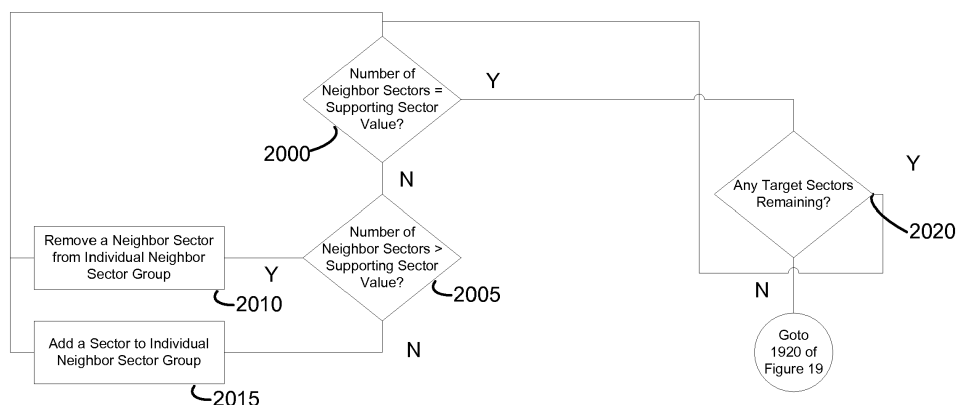 Number of
Neighbor Sectors =
Supporting Sector
Value?
Y
2000
N
Any Target Sectors
Remaining?
Y
2020
Number of
Neighbor Sectors >
Supporting Sector
Value?
2005
Y
Remove a Neighbor Sector
from Individual Neighbor
Sector Group
2010
N
Add a Sector to Individual
Neighbor Sector Group
2015
N
Goto
1920 of
Figure 19